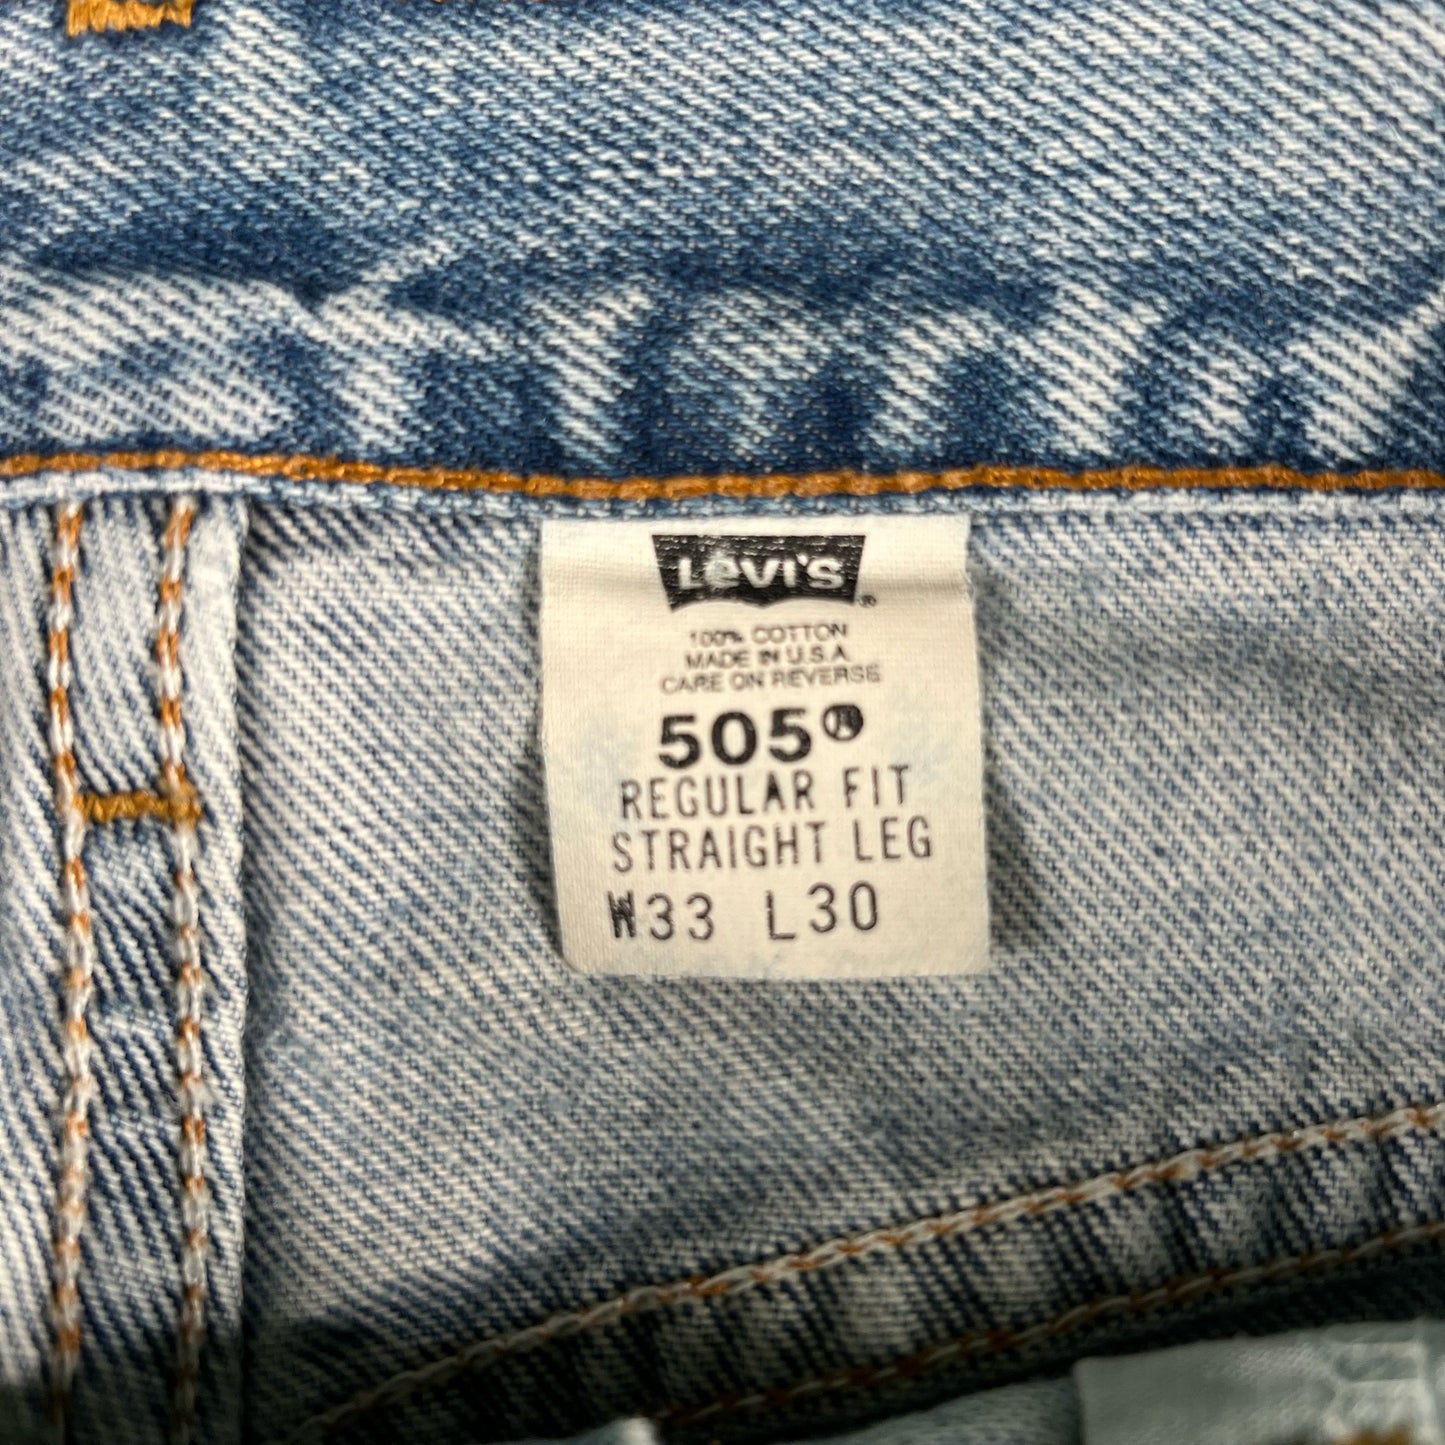 Levi's ®
100% COTTON
MADE IN U.S.A
CARE ON REVERSE
505®
REGULAR FIT
STRAIGHT LEG
W33 L30